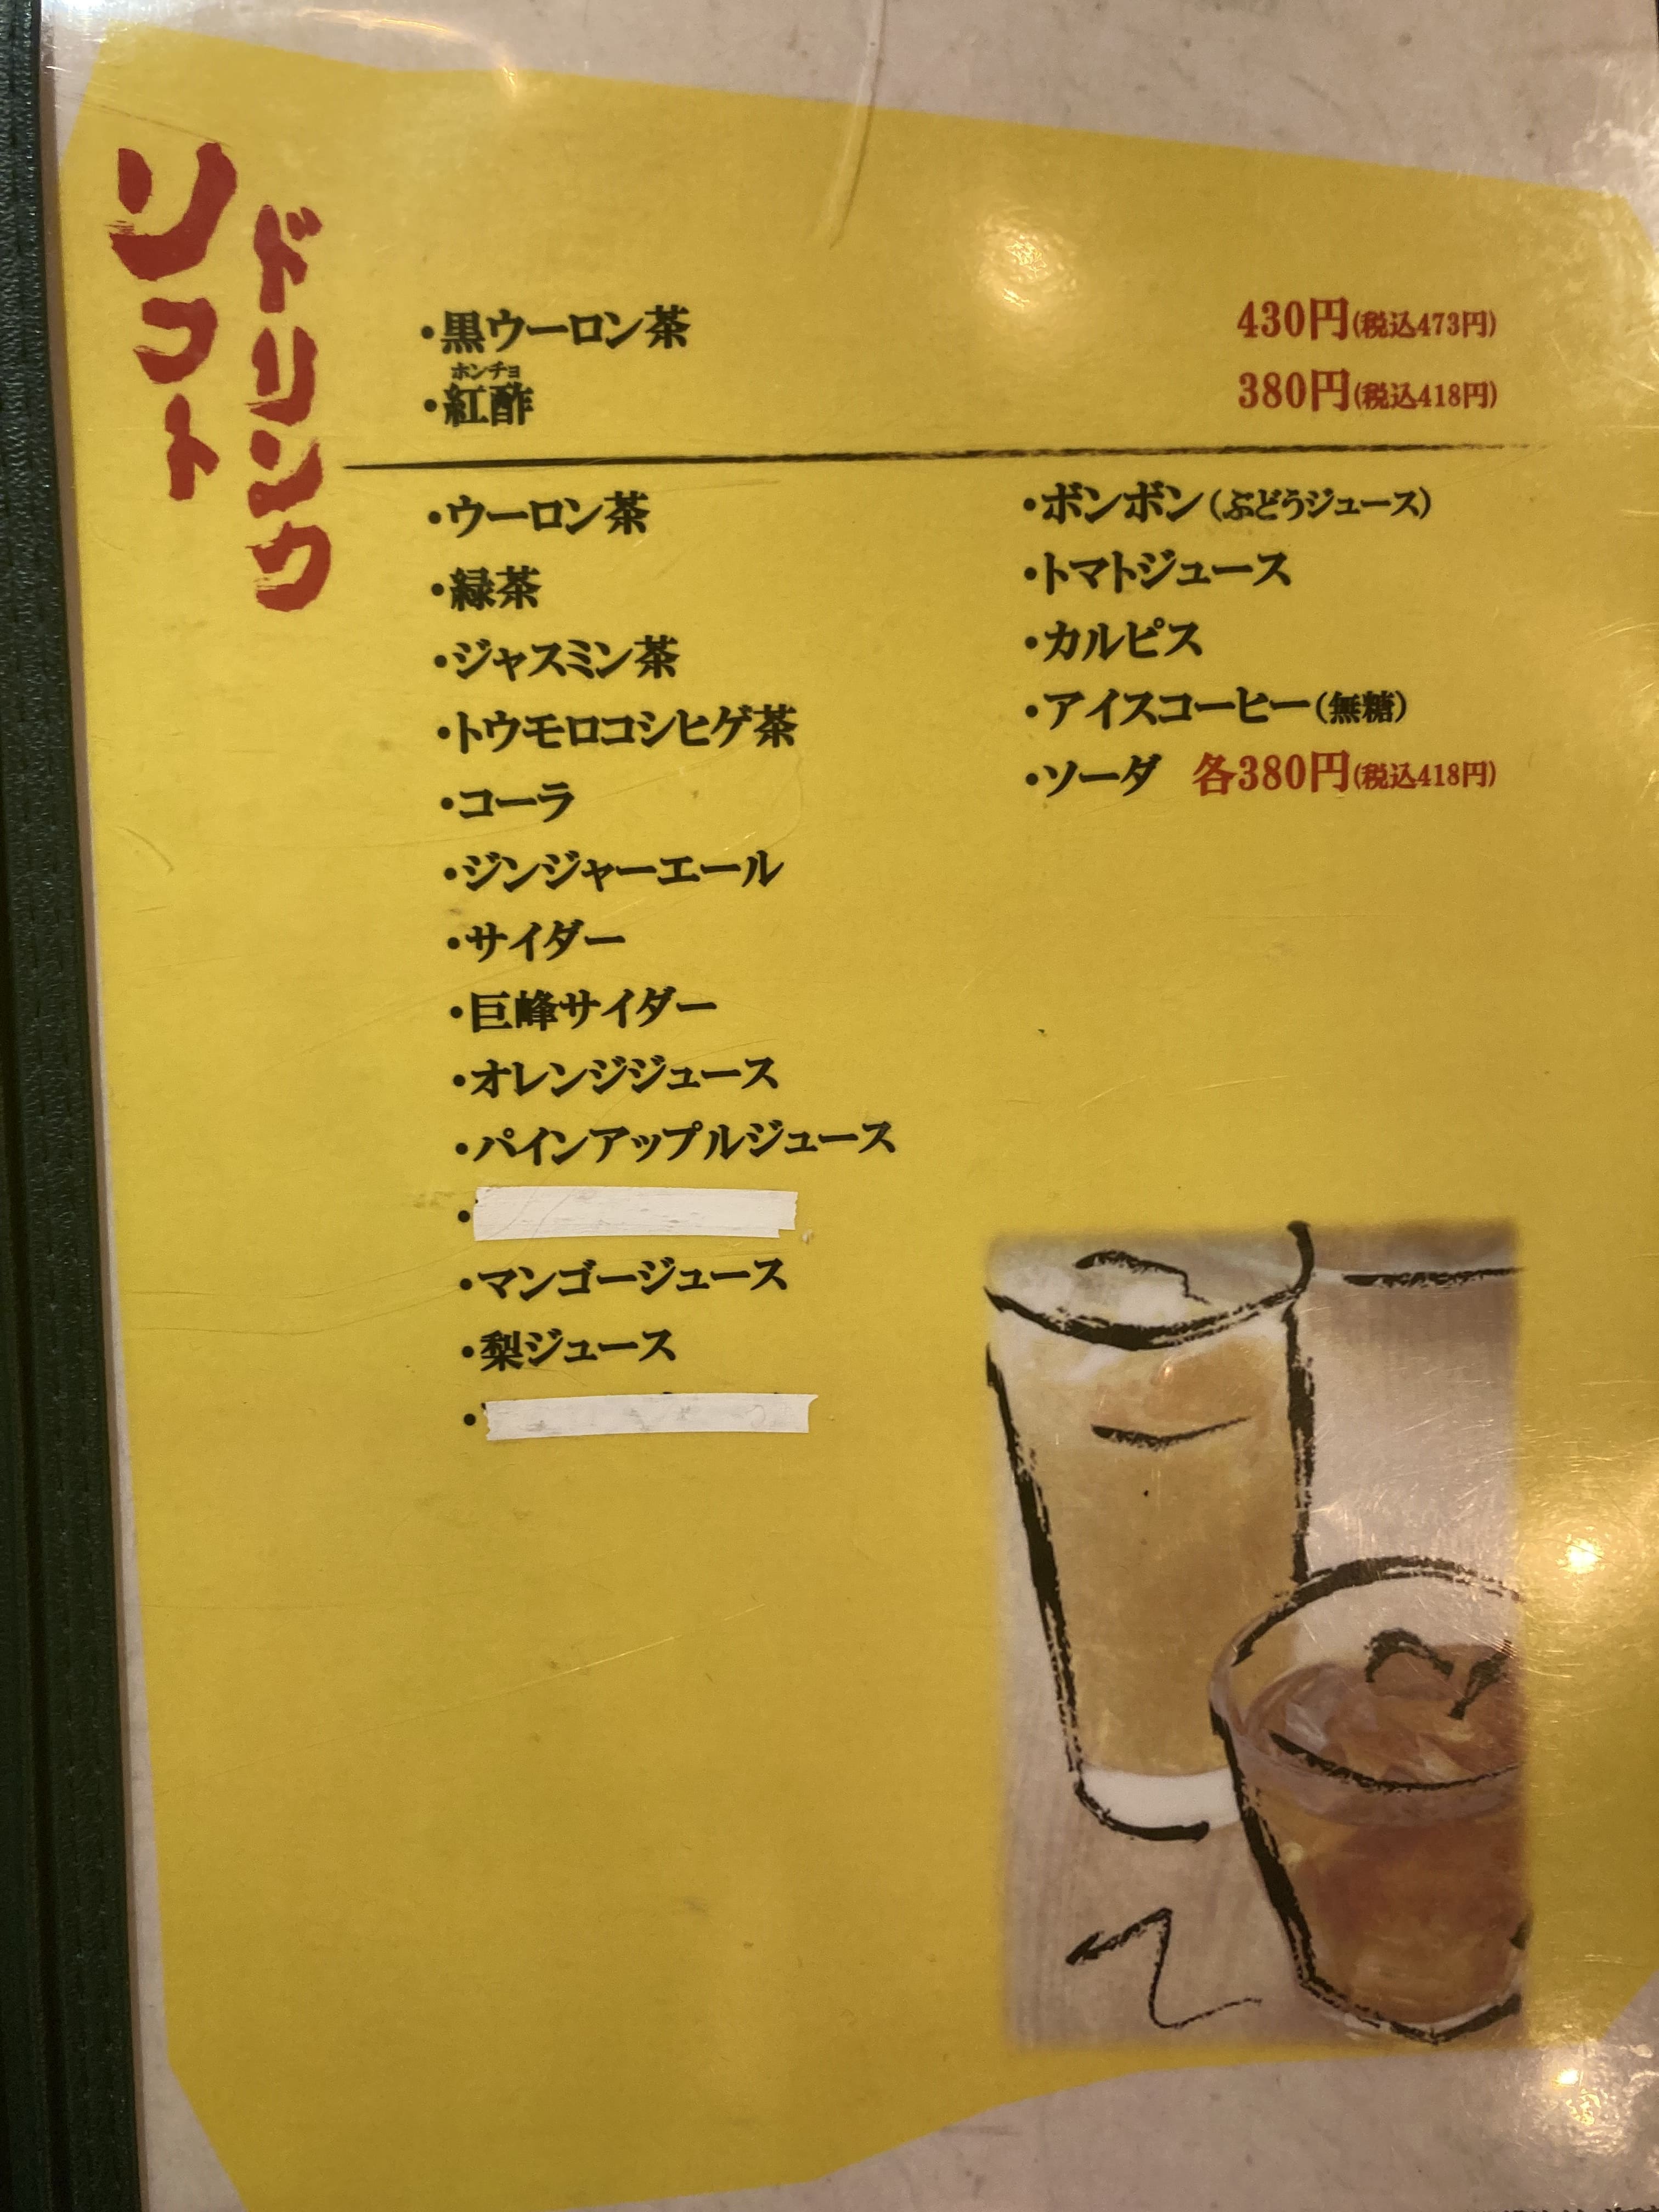 ソフト
ドリンク
・黒ウーロン茶 430円(税込473円)
ホンチョ
・紅酢 380円(税込418円)
・ウーロン茶
・緑茶
・ジャスミン茶
・トウモロコシヒゲ茶
・コーラ
・ジンジャーエール
・サイダー
・巨峰サイダー
・オレンジジュース
・パインアップルジュース
・
・マンゴージュース
・梨ジュース
・
・ボンボン(ぶどうジュース)
・トマトジュース
・カルピス
・アイスコーヒー(無糖)
・ソーダ 各380円(税込418円)